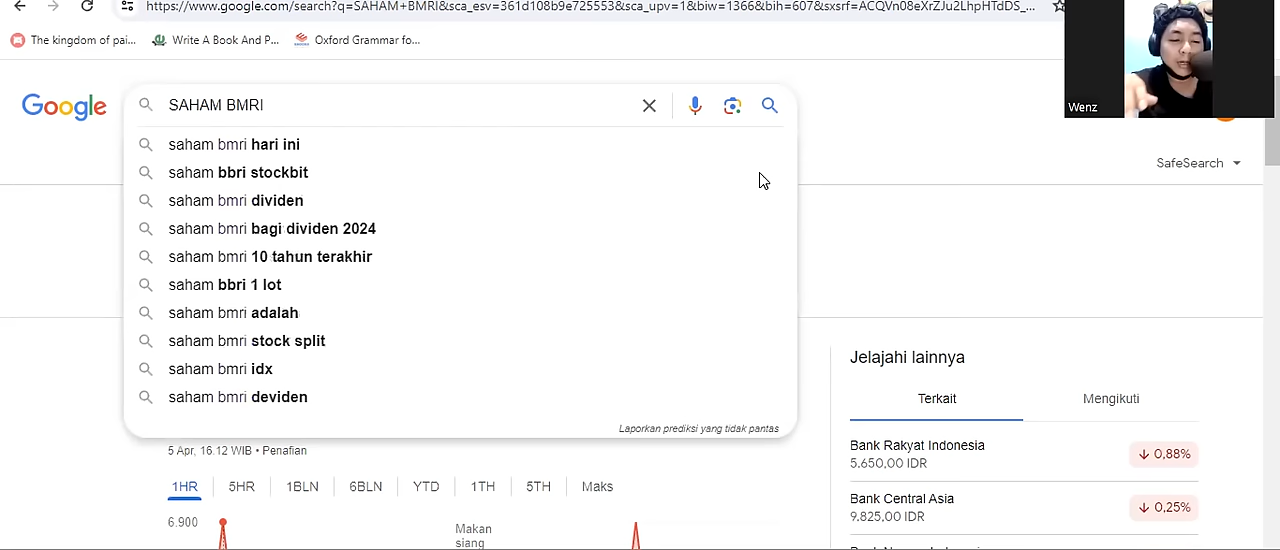 https://www.google.com/search?q=SAHAM+BMRI&sca_esv=361d108b9e725553&sca_upv=1&biw=1366&bih=607&sxsrf=ACQVn08eXrZJu2LhpHTdDS_...
The kingdom of pai...
Write A Book And P...
Oxford Grammar fo...
Wenz
Google
SAHAM BMRI
SafeSearch
saham bmri hari ini
saham bbri stockbit
saham bmri dividen
saham bmri bagi dividen 2024
saham bmri 10 tahun terakhir
saham bbri 1 lot
saham bmri adalah
saham bmri stock split
saham bmri idx
saham bmri deviden
Laporkan prediksi yang tidak pantas
5 Apr, 16.12 WIB • Penafian
1HR 5HR 1BLN 6BLN YTD 1TH 5TH Maks
6.900
Makan
siang
Jelajahi lainnya
Terkait Mengikuti
Bank Rakyat Indonesia
5.650,00 IDR
↓ 0,88%
Bank Central Asia
9.825,00 IDR
↓ 0,25%